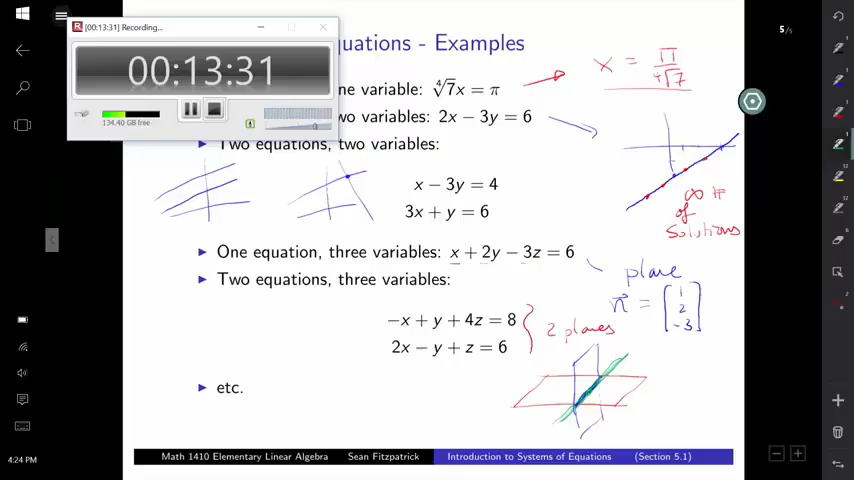 [00:13:31] Recording...
00:13:31
134.40 GB free
quations - Examples
5/5
ne variable: ∜7x = π
x = π/∜7
wo variables: 2x − 3y = 6
Two equations, two variables:
x − 3y = 4
3x + y = 6
∞ #
of
Solutions
One equation, three variables: x + 2y − 3z = 6
plane
n⃗ = [1 2 -3]
Two equations, three variables:
−x + y + 4z = 8
2x − y + z = 6
2 planes
etc.
Math 1410 Elementary Linear Algebra Sean Fitzpatrick Introduction to Systems of Equations (Section 5.1)
4:24 PM